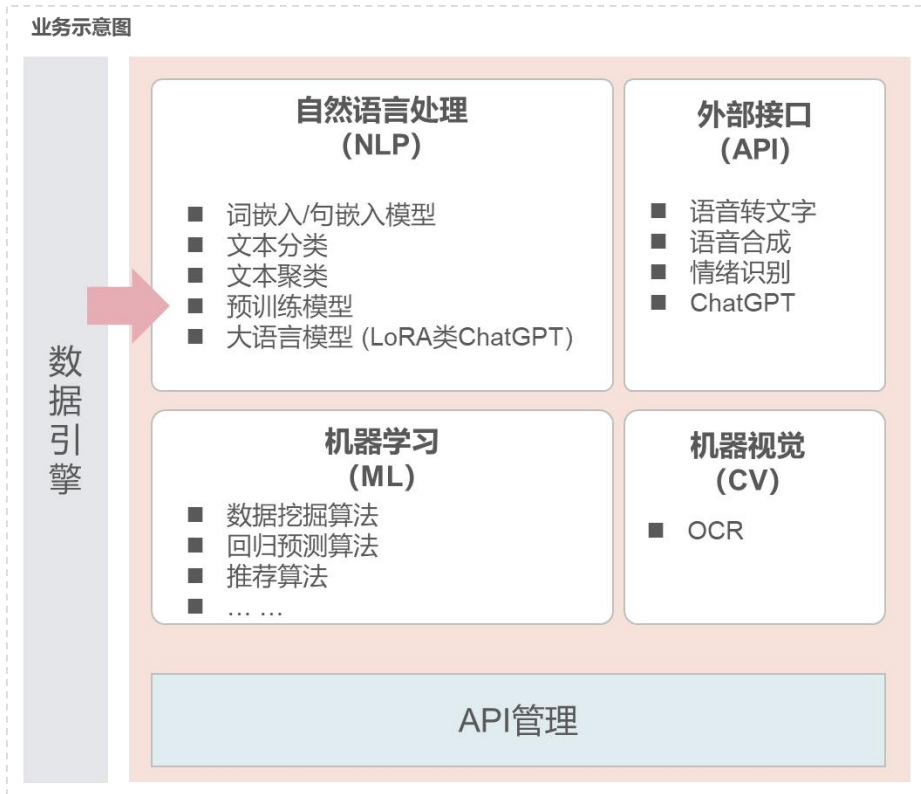 业务示意图
数据引擎
自然语言处理
(NLP)
■ 词嵌入/句嵌入模型
■ 文本分类
■ 文本聚类
■ 预训练模型
■ 大语言模型 (LoRA类ChatGPT)
外部接口
(API)
■ 语音转文字
■ 语音合成
■ 情绪识别
■ ChatGPT
机器学习
(ML)
■ 数据挖掘算法
■ 回归预测算法
■ 推荐算法
■ … …
机器视觉
(CV)
■ OCR
API管理